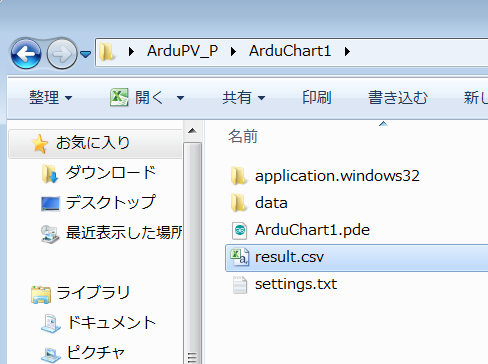 ArduPV_P ArduChart1
整理 開く 共有 印刷 書き込む 新し
お気に入り
ダウンロード
デスクトップ
最近表示した場所
ライブラリ
ドキュメント
ピクチャ
名前
application.windows32
data
ArduChart1.pde
result.csv
settings.txt